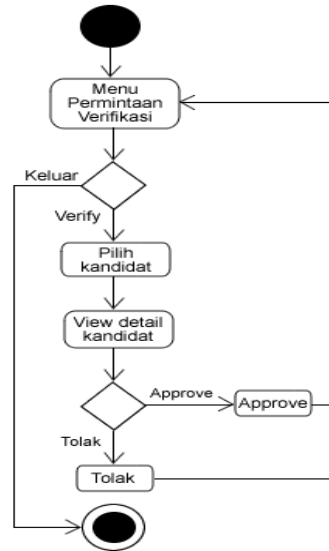 Menu
Permintaan
Verifikasi
Keluar
Verify
Pilih
kandidat
View detail
kandidat
Approve
Approve
Tolak
Tolak